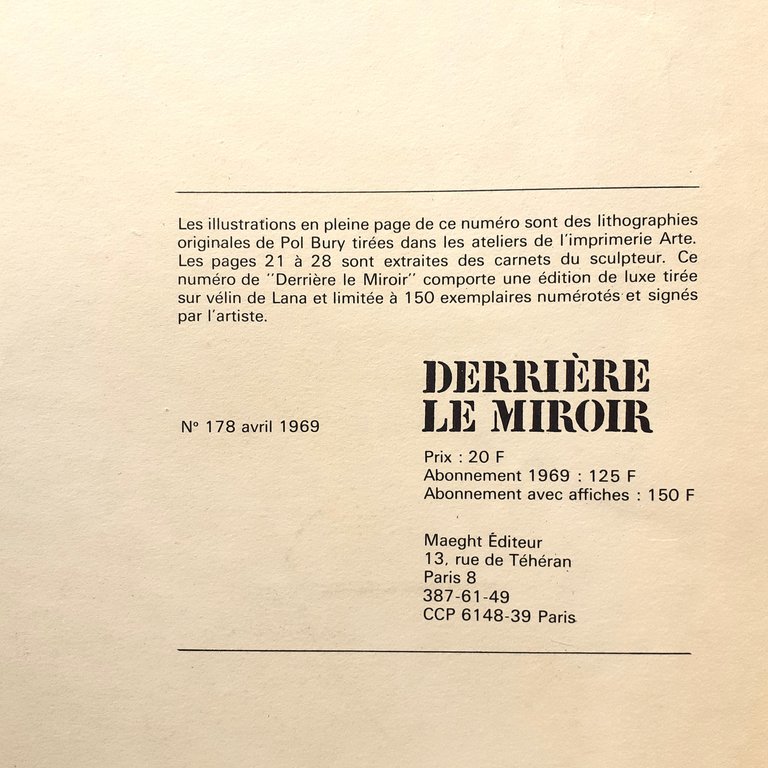 Les illustrations en pleine page de ce numéro sont des lithographies
originales de Pol Bury tirées dans les ateliers de l'imprimerie Arte.
Les pages 21 à 28 sont extraites des carnets du sculpteur. Ce
numéro de "Derrière le Miroir" comporte une édition de luxe tirée
sur vélin de Lana et limitée à 150 exemplaires numérotés et signés
par l'artiste.
DERRIÈRE
LE MIROIR
N° 178 avril 1969
Prix : 20 F
Abonnement 1969 : 125 F
Abonnement avec affiches : 150 F
Maeght Éditeur
13, rue de Téhéran
Paris 8
387-61-49
CCP 6148-39 Paris